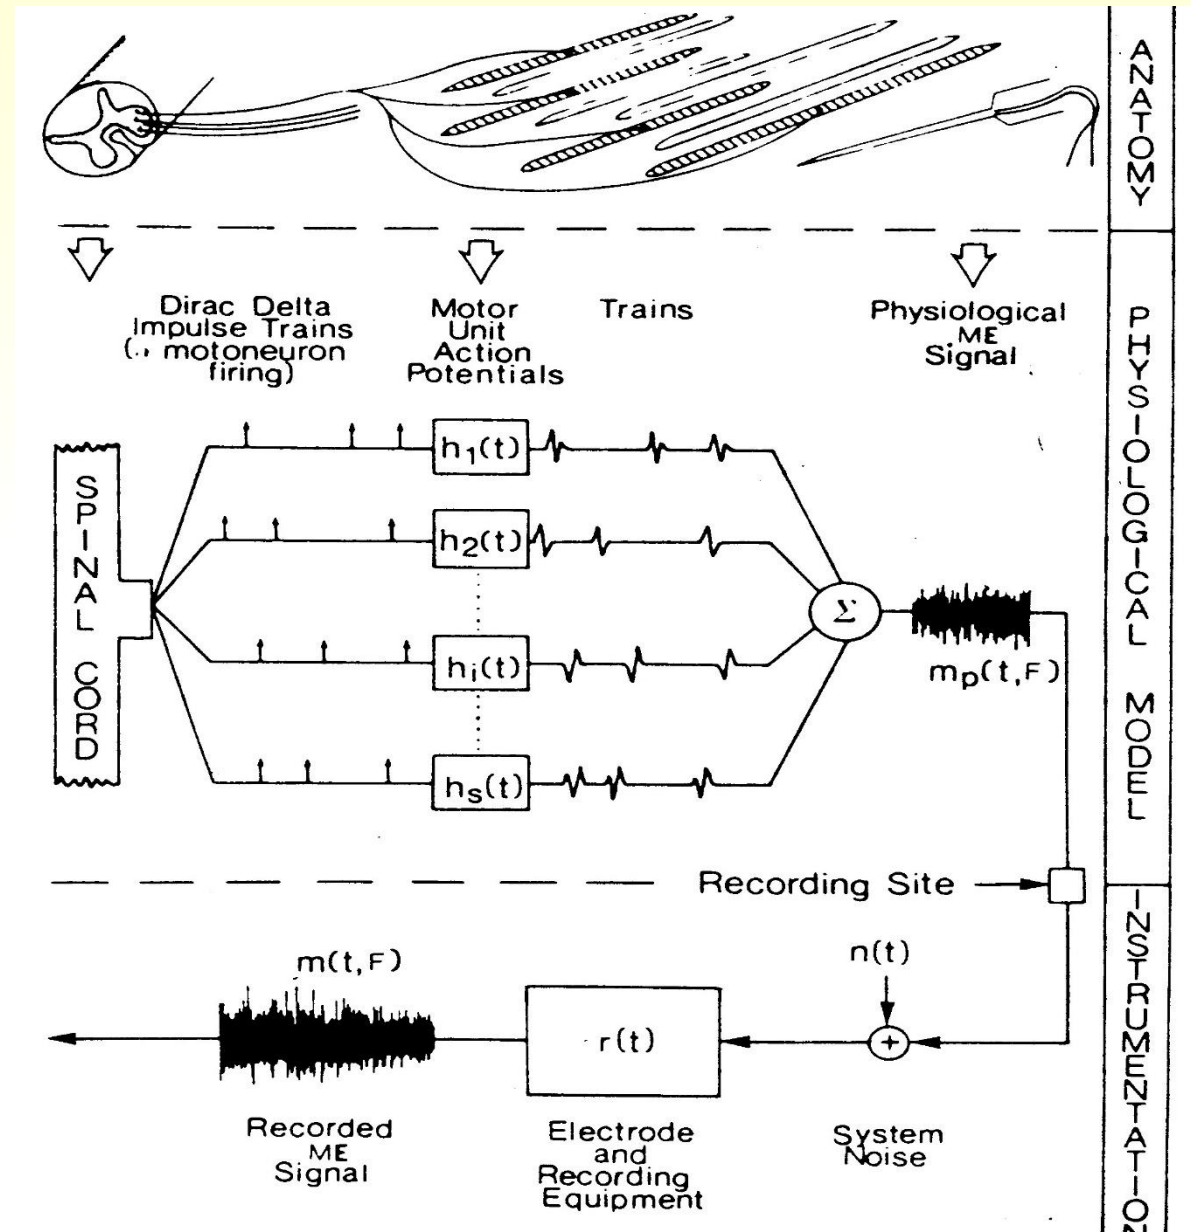 ANATOMY
Dirac Delta
Impulse Trains
motoneuron
firing)
Motor
Unit
Action
Potentials
Trains
Physiological
ME
Signal
PHYSIOLOGICAL MODEL
SPINAL CORD
h1(t)
h2(t)
hi(t)
hs(t)
Σ
mp(t,F)
Recording Site
INSTRUMENTATION
m(t,F)
n(t)
r(t)
+
Recorded
ME
Signal
Electrode
and
Recording
Equipment
System
Noise